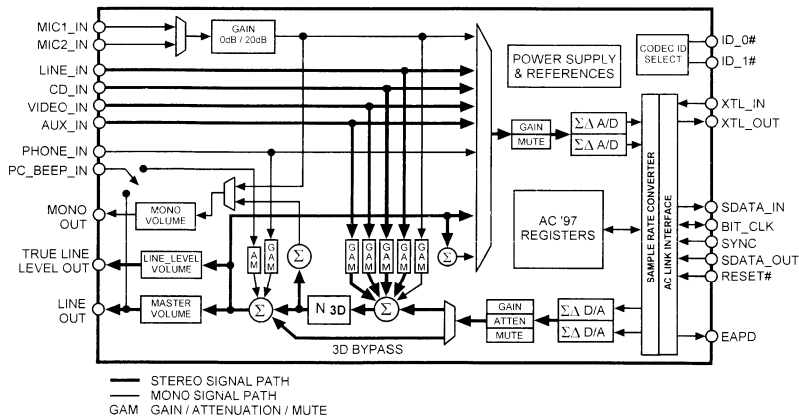 MIC1_IN
MIC2_IN
LINE_IN
CD_IN
VIDEO_IN
AUX_IN
PHONE_IN
PC_BEEP_IN
MONO
OUT
TRUE LINE
LEVEL OUT
LINE
OUT
GAIN
0dB / 20dB
MONO
VOLUME
LINE_LEVEL
VOLUME
MASTER
VOLUME
AM
GAM
Σ
GAM
GAM
GAM
GAM
GAM
Σ
Σ
N 3D
Σ
3D BYPASS
POWER SUPPLY
& REFERENCES
CODEC ID
SELECT
GAIN
MUTE
ΣΔ A/D
ΣΔ A/D
AC '97
REGISTERS
GAIN
ATTEN
MUTE
ΣΔ D/A
ΣΔ D/A
SAMPLE RATE CONVERTER
AC LINK INTERFACE
ID_0#
ID_1#
XTL_IN
XTL_OUT
SDATA_IN
BIT_CLK
SYNC
SDATA_OUT
RESET#
EAPD
STEREO SIGNAL PATH
MONO SIGNAL PATH
GAM GAIN / ATTENUATION / MUTE